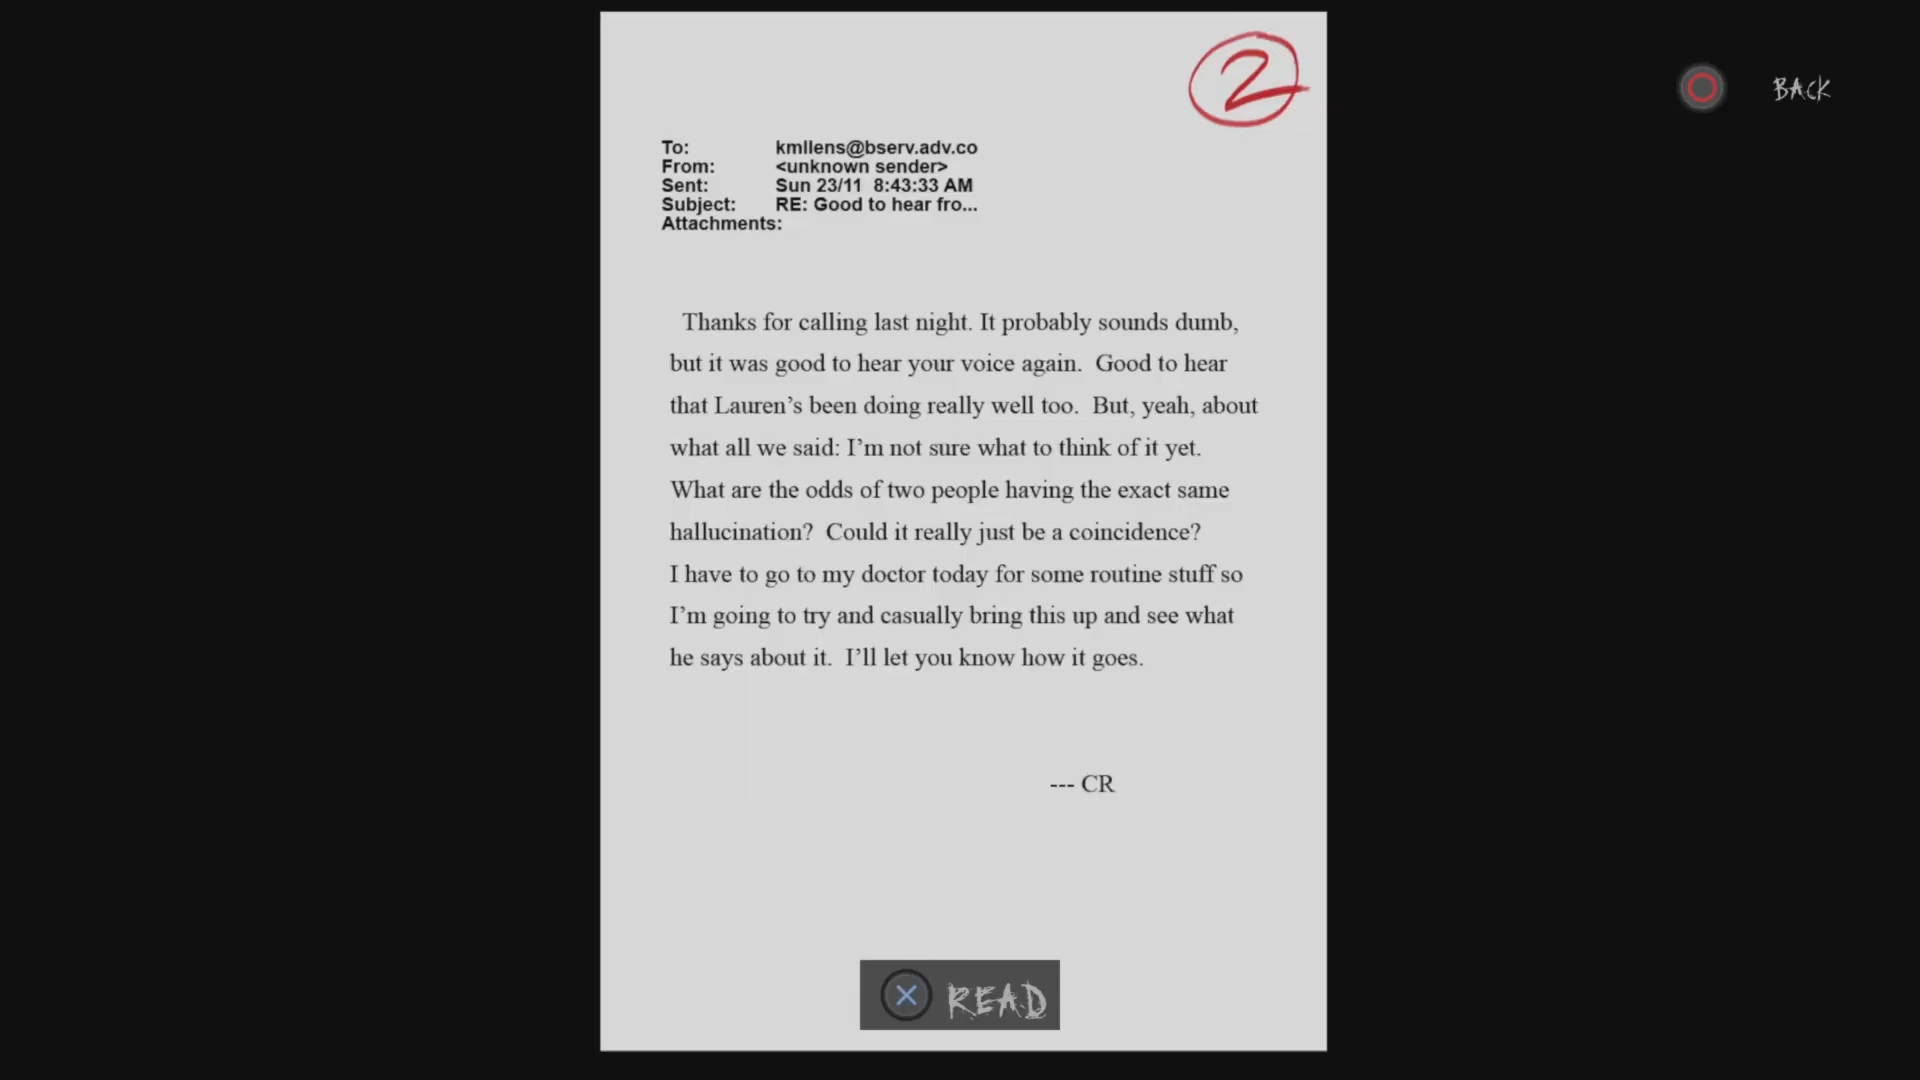 2
BACK
To: kmllens@bserv.adv.co
From: <unknown sender>
Sent: Sun 23/11 8:43:33 AM
Subject: RE: Good to hear fro...
Attachments:
Thanks for calling last night. It probably sounds dumb,
but it was good to hear your voice again. Good to hear
that Lauren’s been doing really well too. But, yeah, about
what all we said: I’m not sure what to think of it yet.
What are the odds of two people having the exact same
hallucination? Could it really just be a coincidence?
I have to go to my doctor today for some routine stuff so
I’m going to try and casually bring this up and see what
he says about it. I’ll let you know how it goes.
--- CR
READ